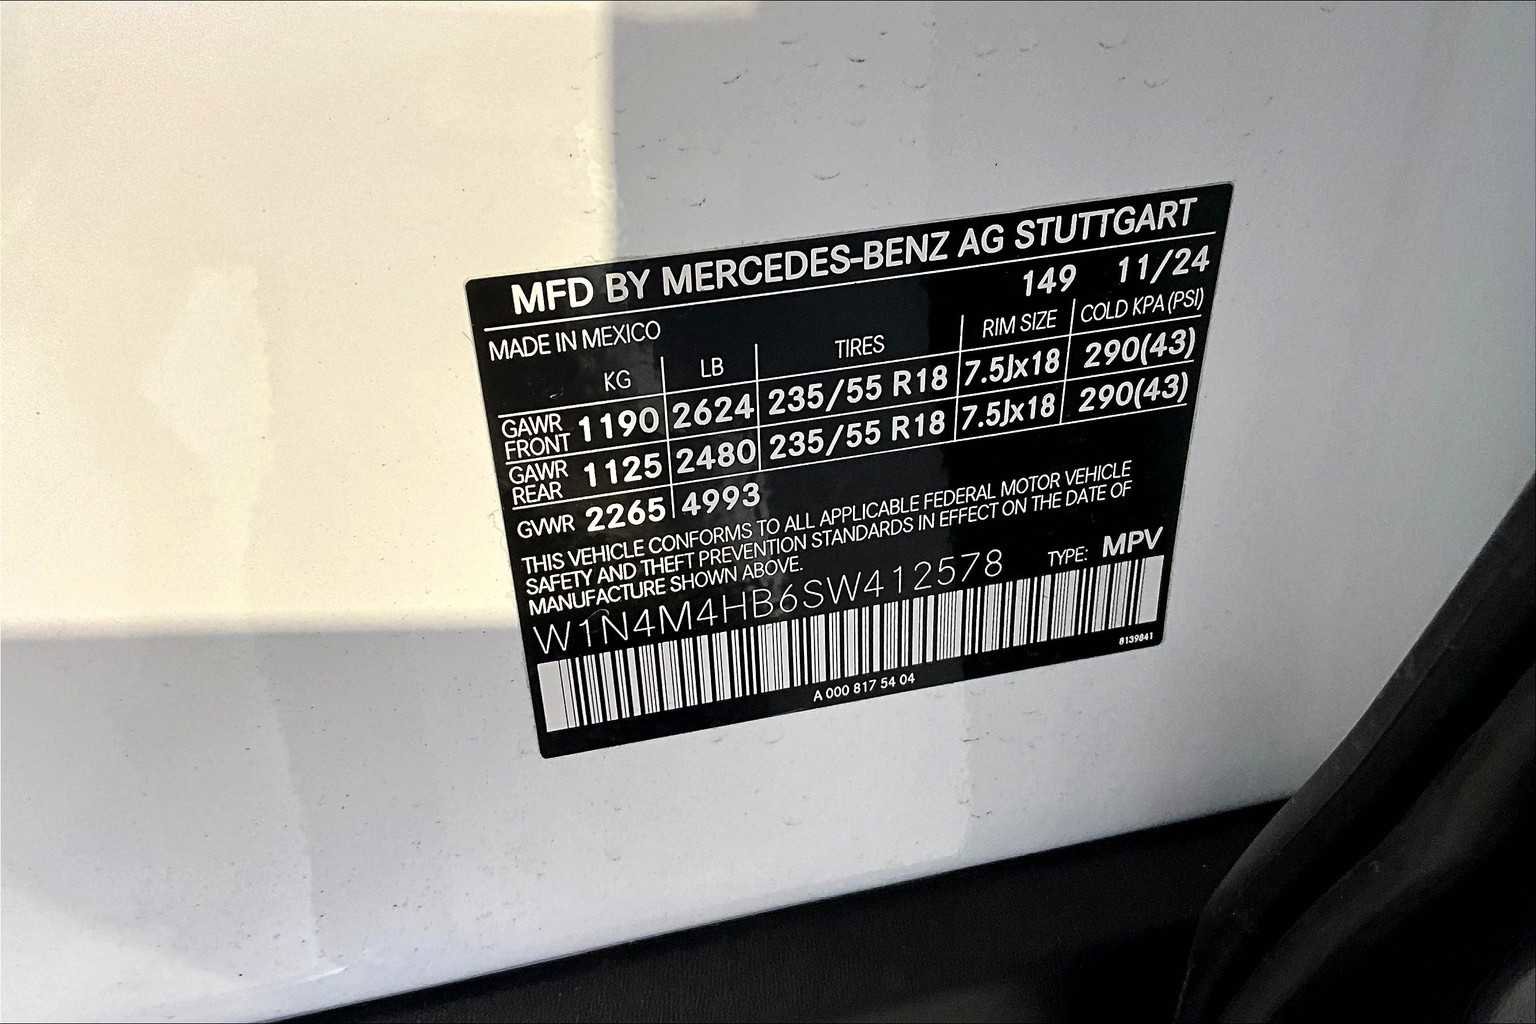 MFD BY MERCEDES-BENZ AG STUTTGART
149 11/24
MADE IN MEXICO
KG LB TIRES RIM SIZE COLD KPA (PSI)
GAWR FRONT 1190 2624 235/55 R18 7.5Jx18 290(43)
GAWR REAR 1125 2480 235/55 R18 7.5Jx18 290(43)
GVWR 2265 4993
THIS VEHICLE CONFORMS TO ALL APPLICABLE FEDERAL MOTOR VEHICLE
SAFETY AND THEFT PREVENTION STANDARDS IN EFFECT ON THE DATE OF
MANUFACTURE SHOWN ABOVE.
W1N4M4HB6SW412578 TYPE: MPV
8139841
A 000 817 54 04